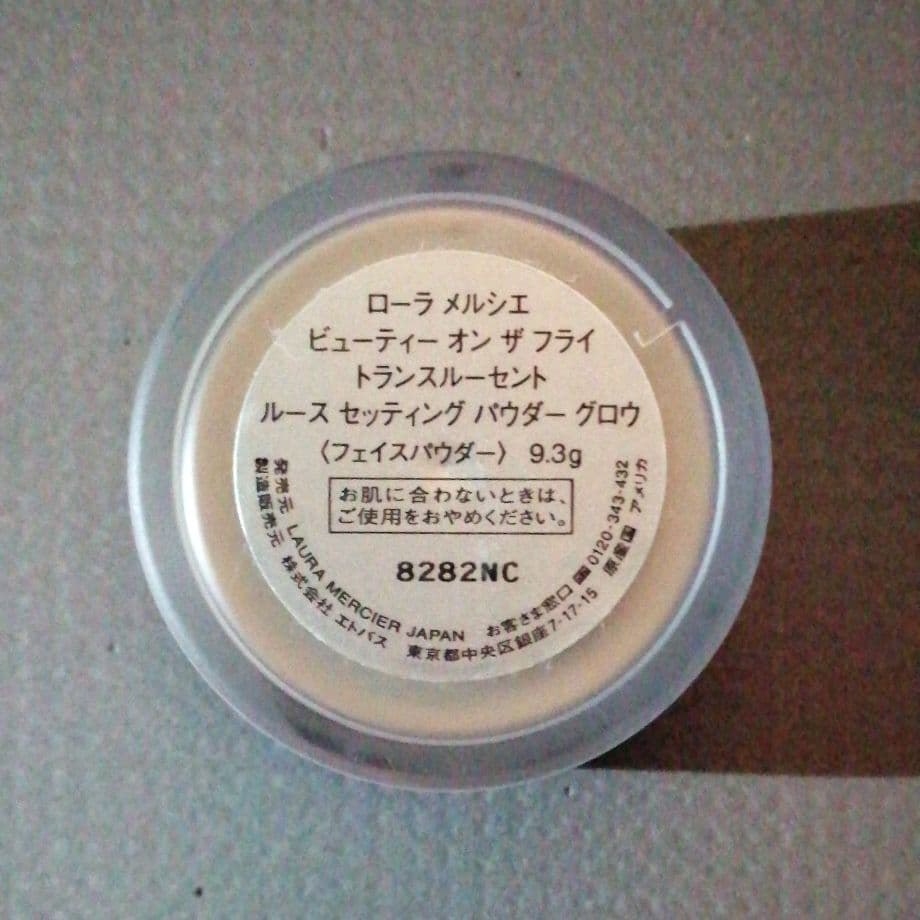 ローラ メルシエ
ビューティー オン ザ フライ
トランスルーセント
ルース セッティング パウダー グロウ
〈フェイスパウダー〉 9.3g
お肌に合わないときは、
ご使用をおやめください。
8282NC
発売元 LAURA MERCIER JAPAN お客さま窓口 0120-343-432
製造販売元 株式会社 エトバス 東京都中央区銀座7-17-15 原産国 アメリカ